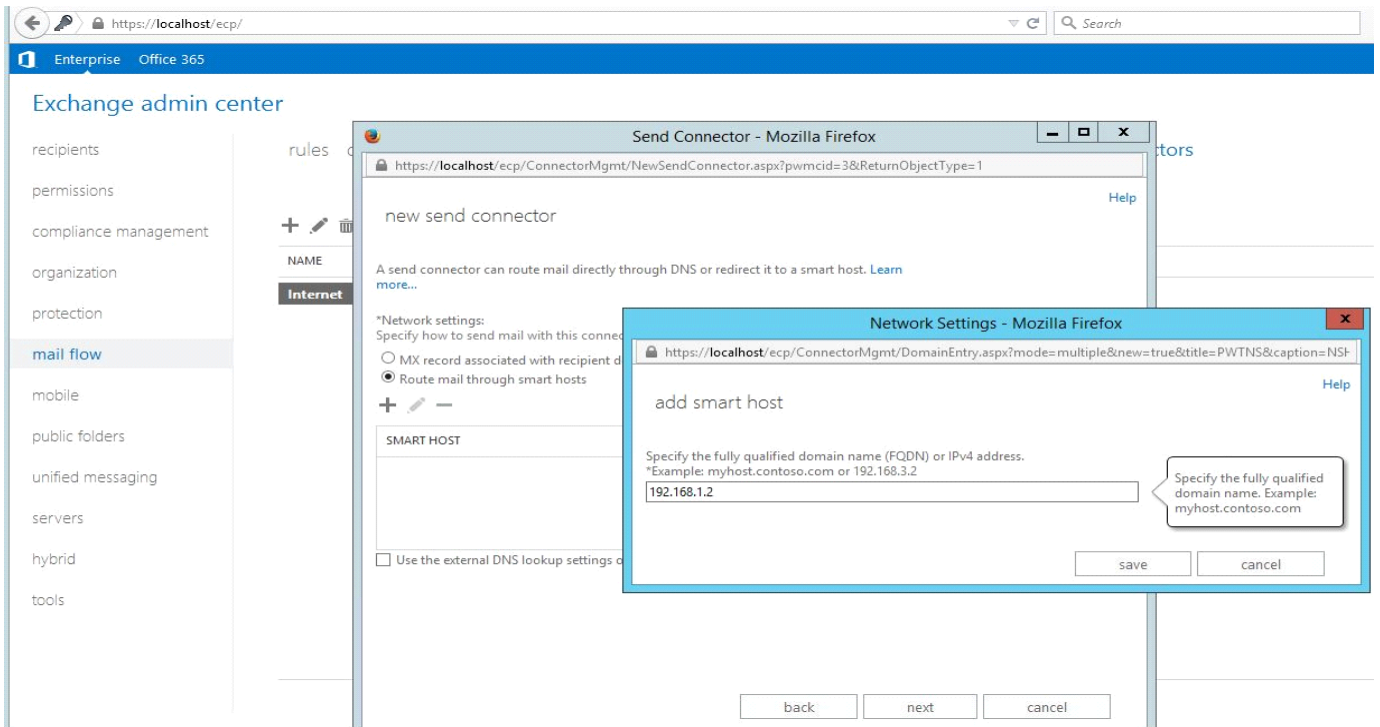 https://localhost/ecp/
Search
Enterprise Office 365
Exchange admin center
recipients
permissions
compliance management
organization
protection
mail flow
mobile
public folders
unified messaging
servers
hybrid
tools
rules
NAME
Internet
Send Connector - Mozilla Firefox
https://localhost/ecp/ConnectorMgmt/NewSendConnector.aspx?pwmcid=3&ReturnObjectType=1
Help
new send connector
A send connector can route mail directly through DNS or redirect it to a smart host. Learn
more...
*Network settings:
Specify how to send mail with this connec
MX record associated with recipient d
Route mail through smart hosts
SMART HOST
Use the external DNS lookup settings o
back next cancel
Network Settings - Mozilla Firefox
https://localhost/ecp/ConnectorMgmt/DomainEntry.aspx?mode=multiple&new=true&title=PWTNS&caption=NSH
Help
add smart host
Specify the fully qualified domain name (FQDN) or IPv4 address.
*Example: myhost.contoso.com or 192.168.3.2
192.168.1.2
Specify the fully qualified
domain name. Example:
myhost.contoso.com
save cancel